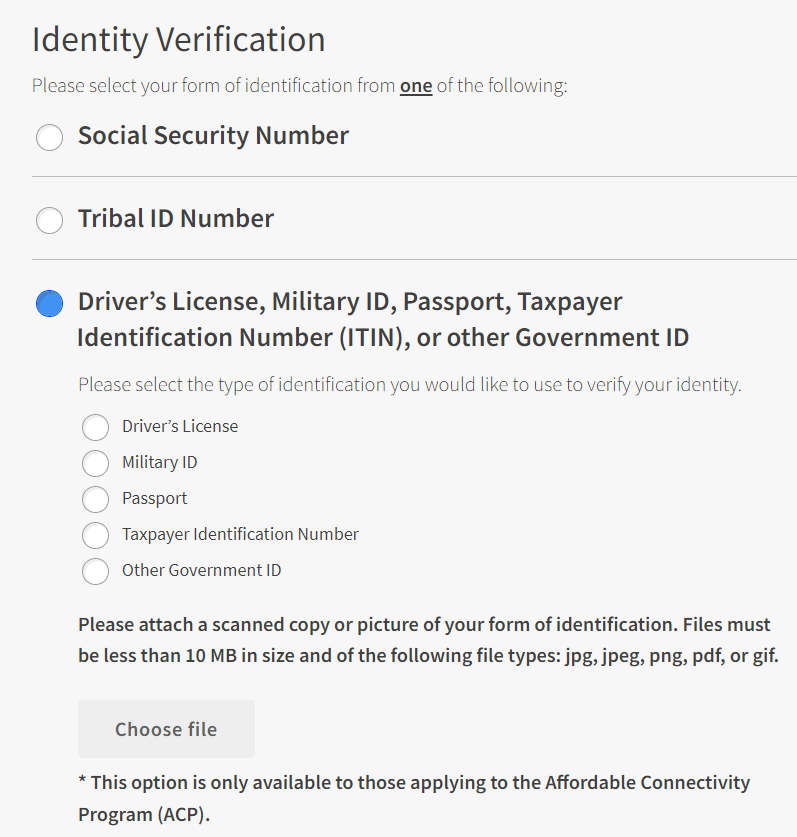 Identity Verification
Please select your form of identification from one of the following:
Social Security Number
Tribal ID Number
Driver’s License, Military ID, Passport, Taxpayer
Identification Number (ITIN), or other Government ID
Please select the type of identification you would like to use to verify your identity.
Driver’s License
Military ID
Passport
Taxpayer Identification Number
Other Government ID
Please attach a scanned copy or picture of your form of identification. Files must
be less than 10 MB in size and of the following file types: jpg, jpeg, png, pdf, or gif.
Choose file
* This option is only available to those applying to the Affordable Connectivity
Program (ACP).